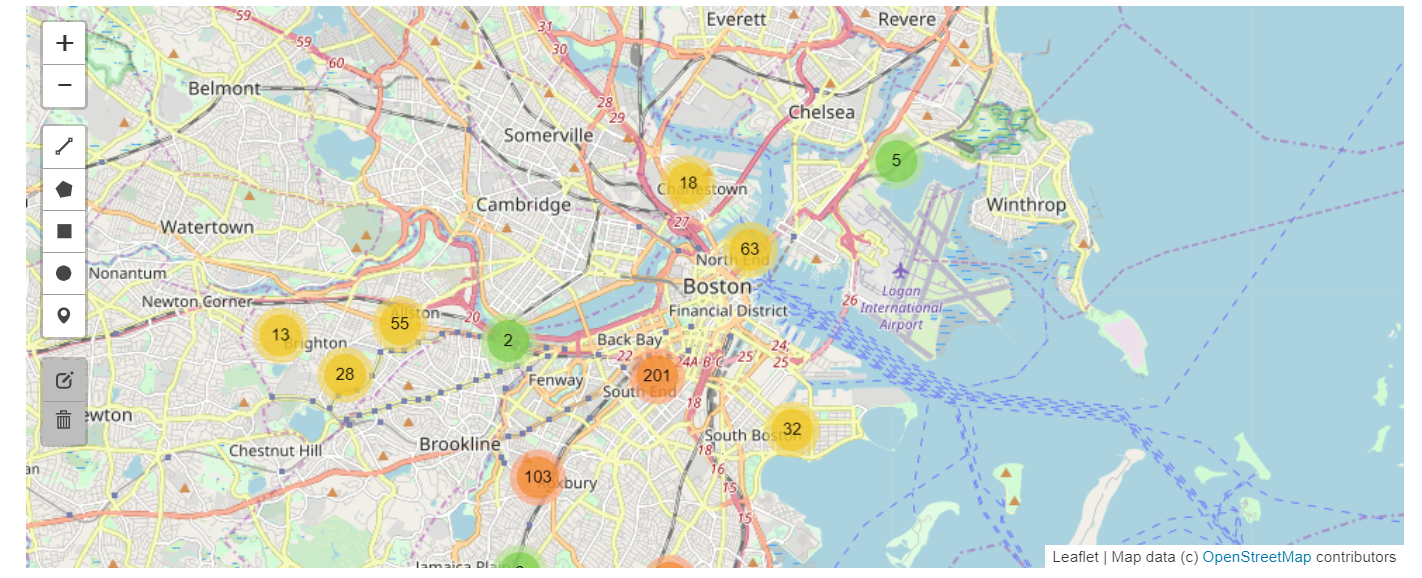 59
31
Everett
Revere
59
30
60
Belmont
28
29
Chelsea
Somerville
5
18
Charlestown
Cambridge
Winthrop
27
Watertown
63
North End
Nonantum
Boston
Logan
International
Airport
Newton Corner
26
Financial District
20
55
13
Brighton
2
Back Bay
24;
25
22
24A-B-C
25
28
201
Fenway
South End
18
32
South Boston
Brookline
Chestnut Hill
18
16
103
Roxbury
15
15
Jamaica Plain
Leaflet | Map data (c) OpenStreetMap contributors